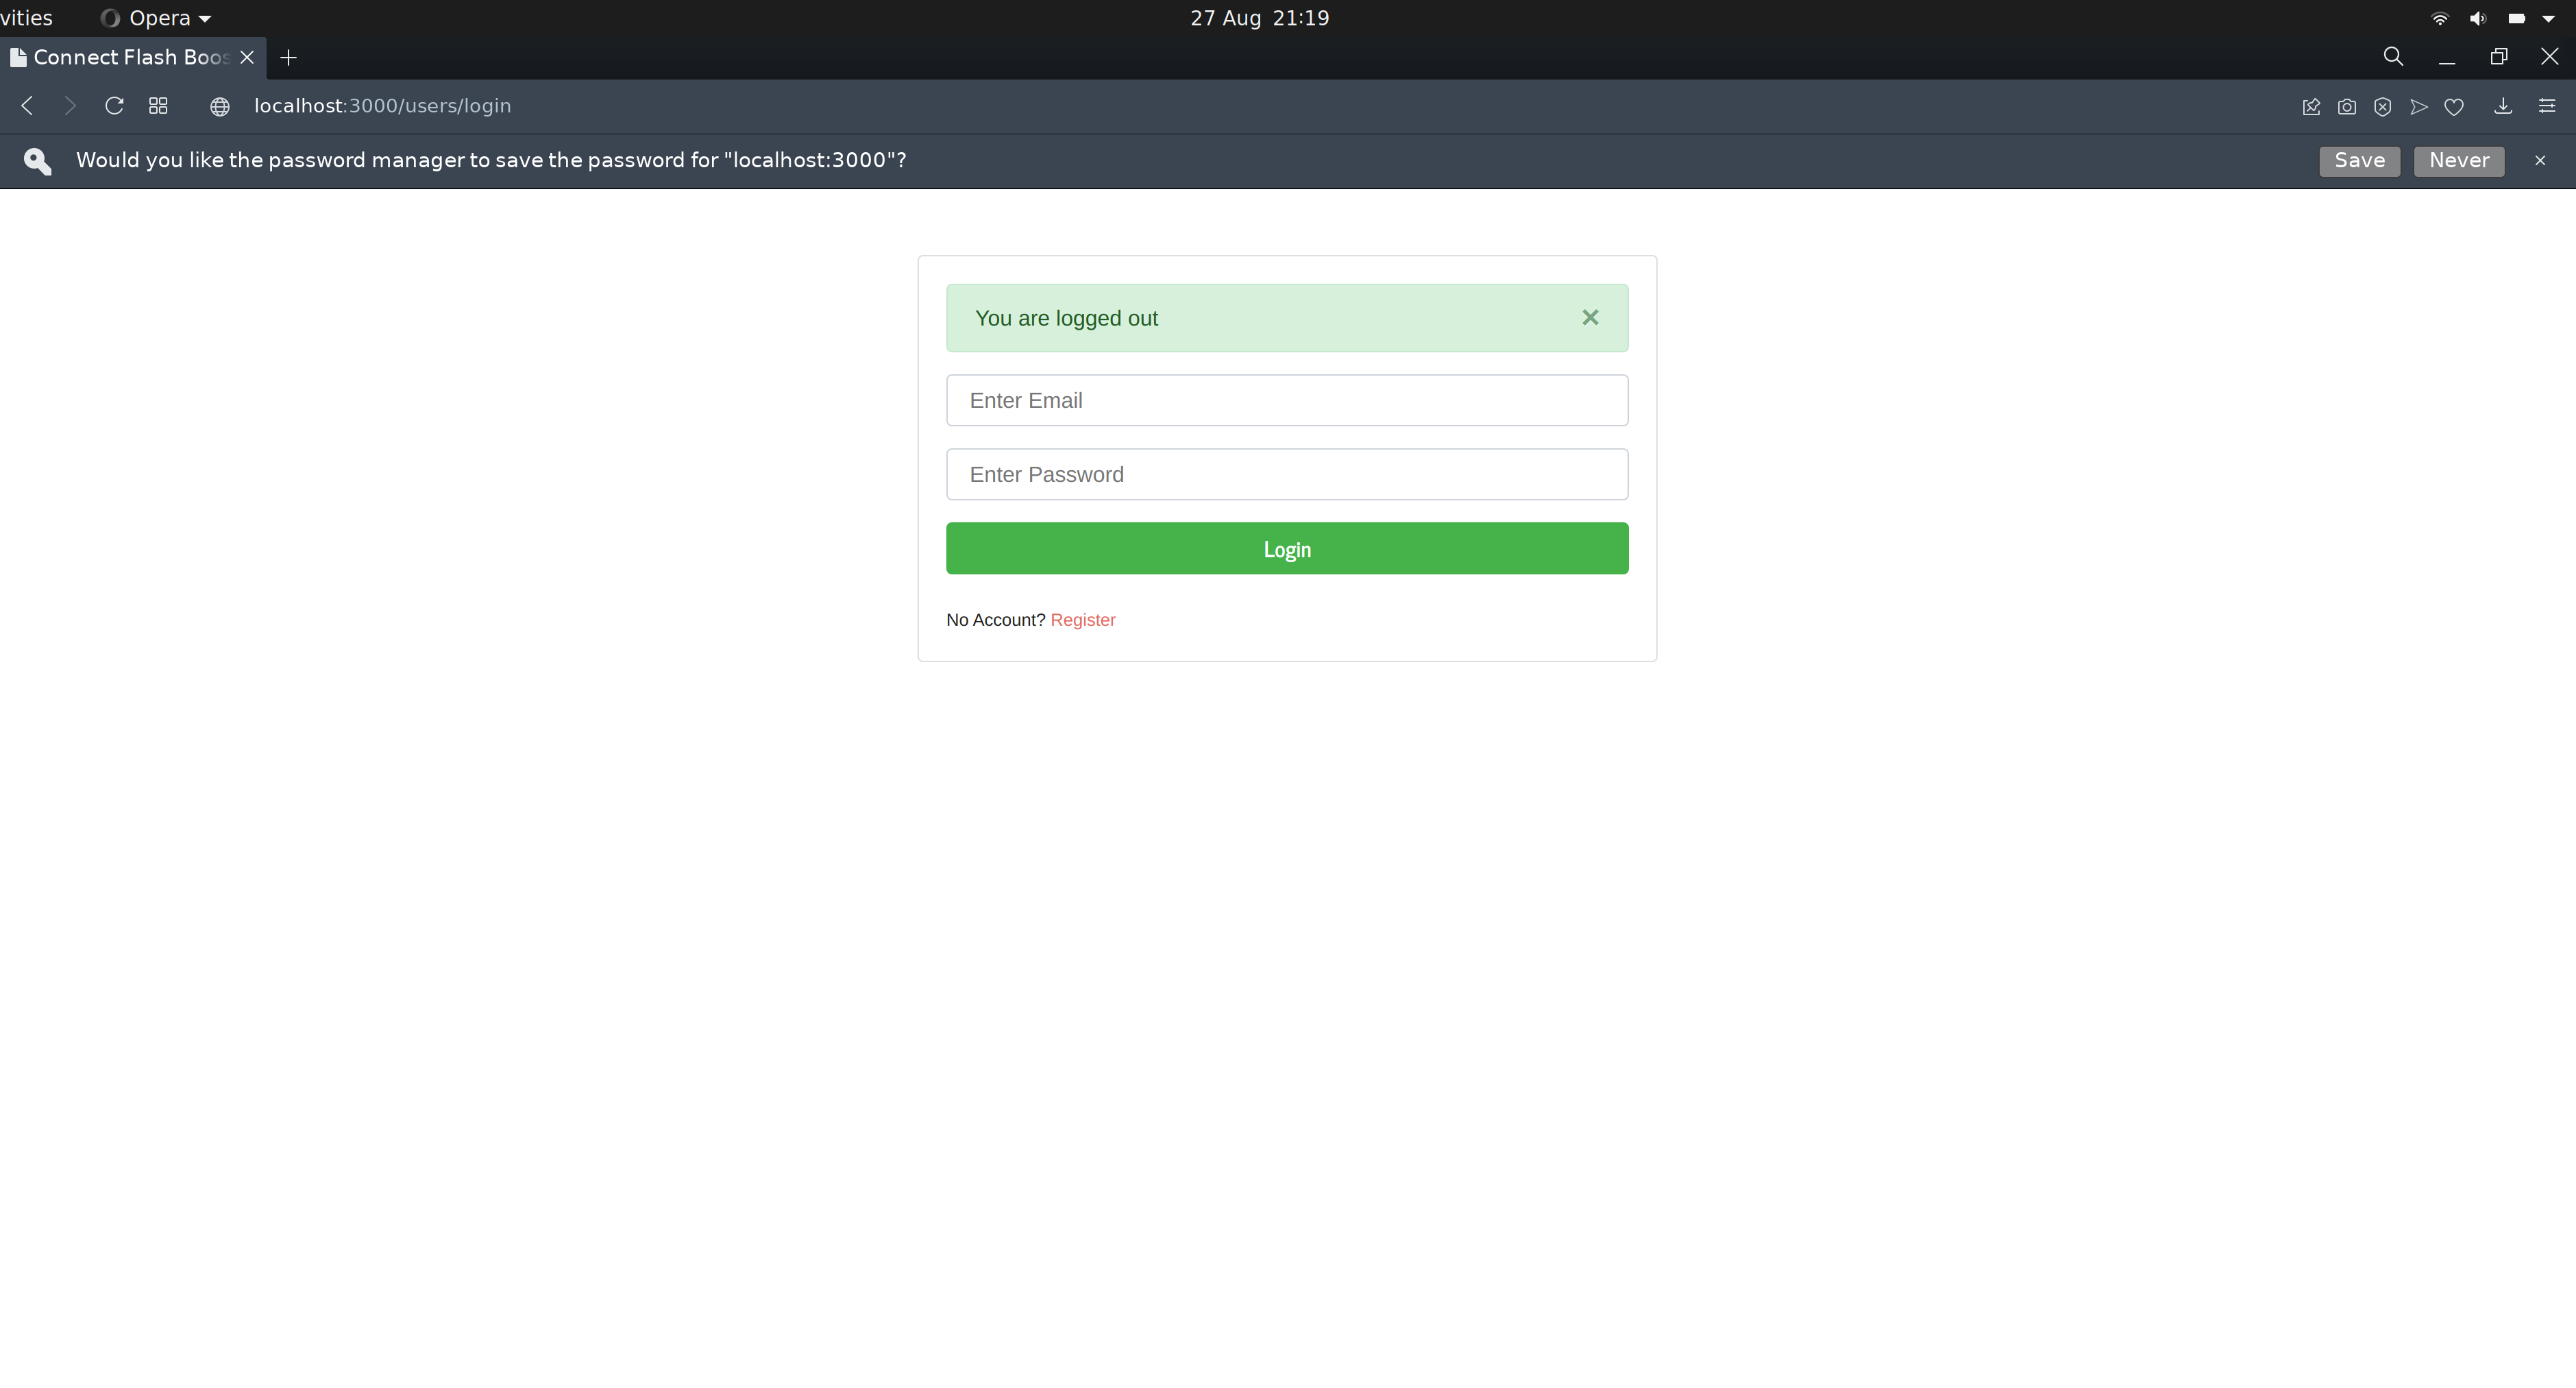 vities Opera 27 Aug 21:19
Connect Flash Boos
localhost:3000/users/login
Would you like the password manager to save the password for "localhost:3000"? Save Never
You are logged out
Enter Email
Enter Password
Login
No Account? Register